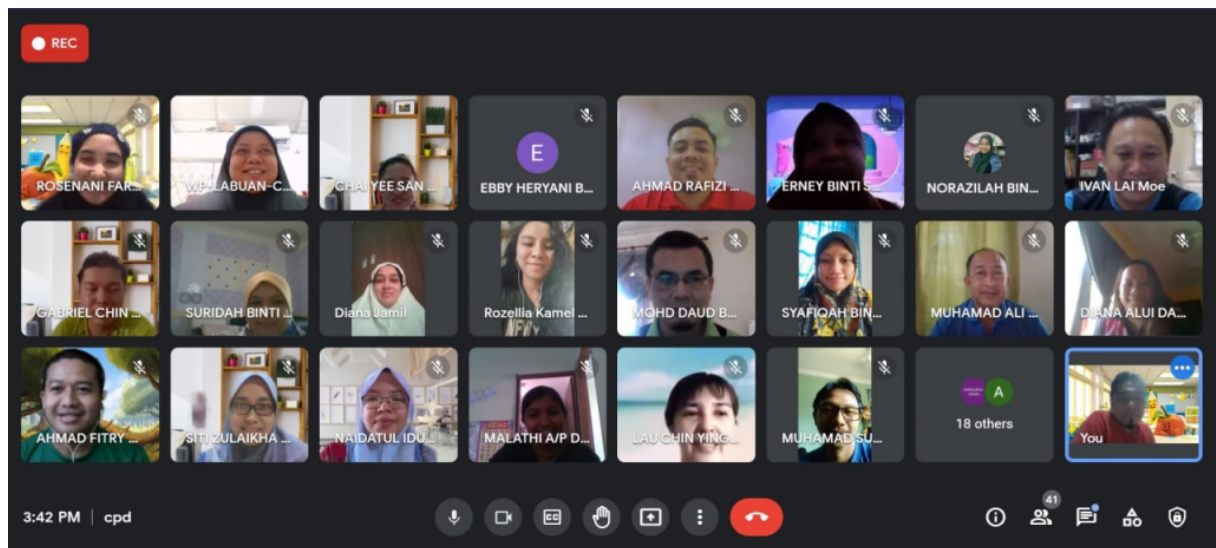 REC
ROSENANI FAR...
WP-LABUAN-C...
CHAI YEE SAN ...
E
EBBY HERYANI B...
AHMAD RAFIZI ...
ERNEY BINTI S...
NORAZILAH BIN...
IVAN LAI Moe
GABRIEL CHIN ...
SURIDAH BINTI ...
Diana Jamil
Rozellia Kamel ...
MOHD DAUD B...
SYAFIQAH BIN...
MUHAMAD ALI ...
DIANA ALUI DA...
AHMAD FITRY ...
SITI ZULAIKHA ...
NAIDATUL IDU...
MALATHI A/P D...
LAU CHIN YING...
MUHAMAD SU...
A
18 others
You
3:42 PM | cpd
CC
41